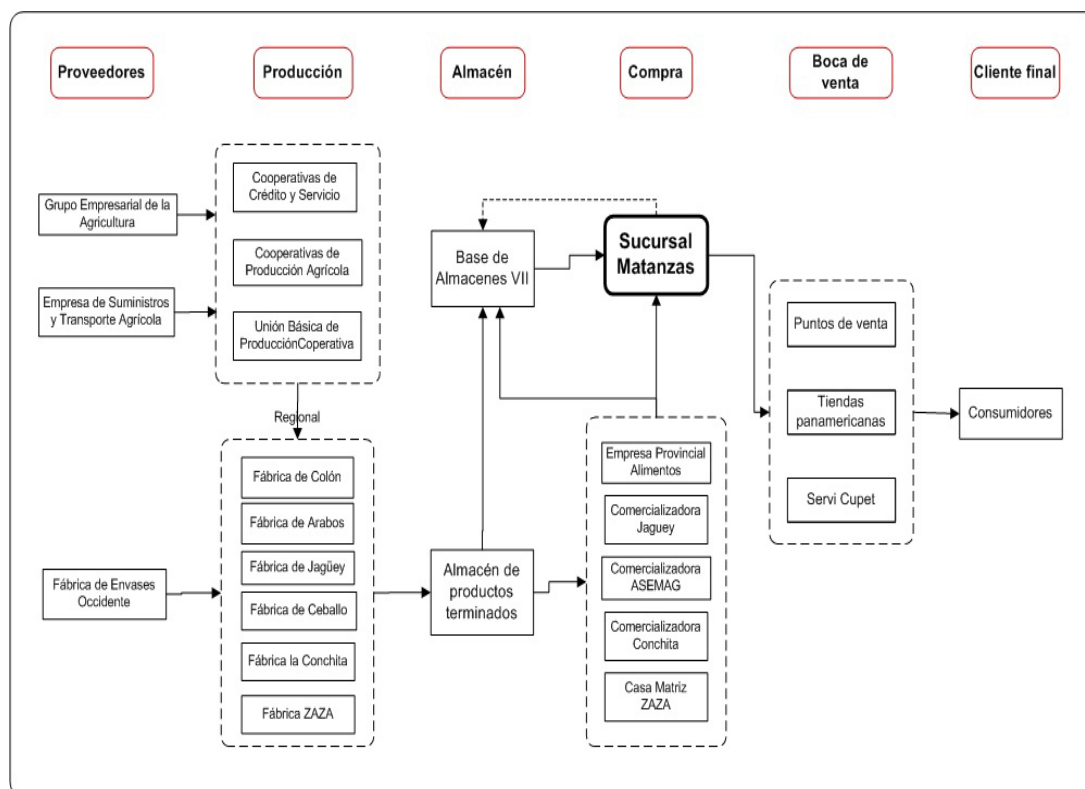 Proveedores
Producción
Almacén
Compra
Boca de
venta
Cliente final
Grupo Empresarial de la
Agricultura
Empresa de Suministros
y Transporte Agrícola
Cooperativas de
Crédito y Servicio
Cooperativas de
Producción Agrícola
Unión Básica de
ProducciónCoperativa
Regional
Fábrica de Envases
Occidente
Fábrica de Colón
Fábrica de Arabos
Fábrica de Jagüey
Fábrica de Ceballo
Fábrica la Conchita
Fábrica ZAZA
Base de
Almacenes VII
Almacén de
productos
terminados
Sucursal
Matanzas
Empresa Provincial
Alimentos
Comercializadora
Jaguey
Comercializadora
ASEMAG
Comercializadora
Conchita
Casa Matriz
ZAZA
Puntos de venta
Tiendas
panamericanas
Servi Cupet
Consumidores